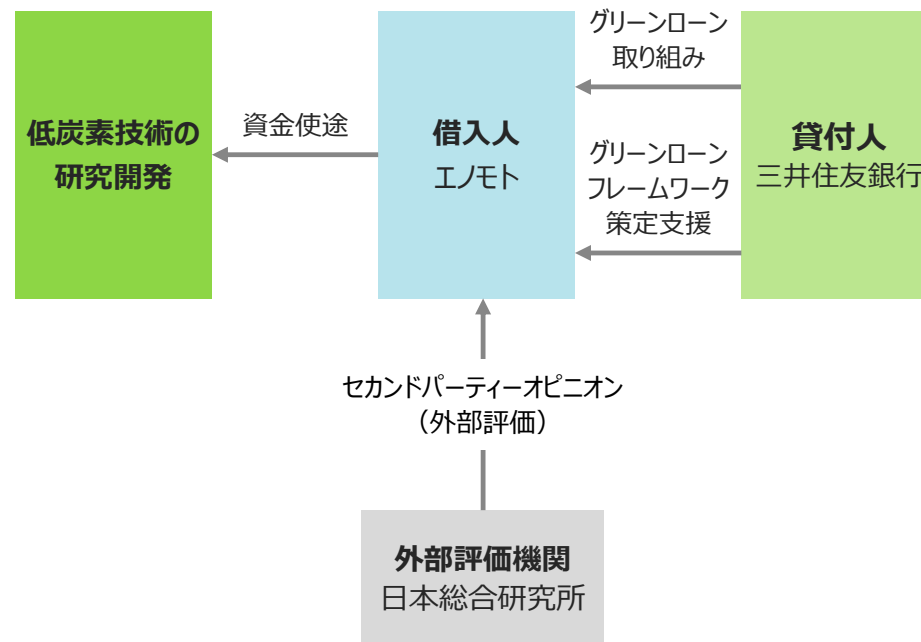 低炭素技術の
研究開発
資金使途
借入人
エノモト
グリーンローン
取り組み
グリーンローン
フレームワーク
策定支援
貸付人
三井住友銀行
セカンドパーティーオピニオン
（外部評価）
外部評価機関
日本総合研究所